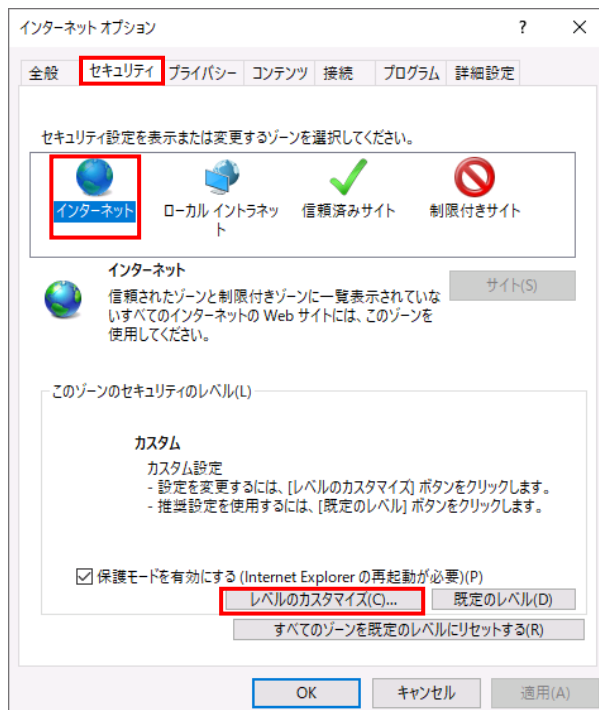 インターネット オプション
?
×
全般 セキュリティ プライバシー コンテンツ 接続 プログラム 詳細設定
セキュリティ設定を表示または変更するゾーンを選択してください。
インターネット
ローカル イントラネッ
ト
信頼済みサイト
制限付きサイト
インターネット
信頼されたゾーンと制限付きゾーンに一覧表示されていな
いすべてのインターネットの Web サイトには、このゾーンを
使用してください。
サイト(S)
このゾーンのセキュリティのレベル(L)
カスタム
カスタム設定
- 設定を変更するには、[レベルのカスタマイズ] ボタンをクリックします。
- 推奨設定を使用するには、[既定のレベル] ボタンをクリックします。
保護モードを有効にする (Internet Explorer の再起動が必要)(P)
レベルのカスタマイズ(C)... 既定のレベル(D)
すべてのゾーンを既定のレベルにリセットする(R)
OK キャンセル 適用(A)